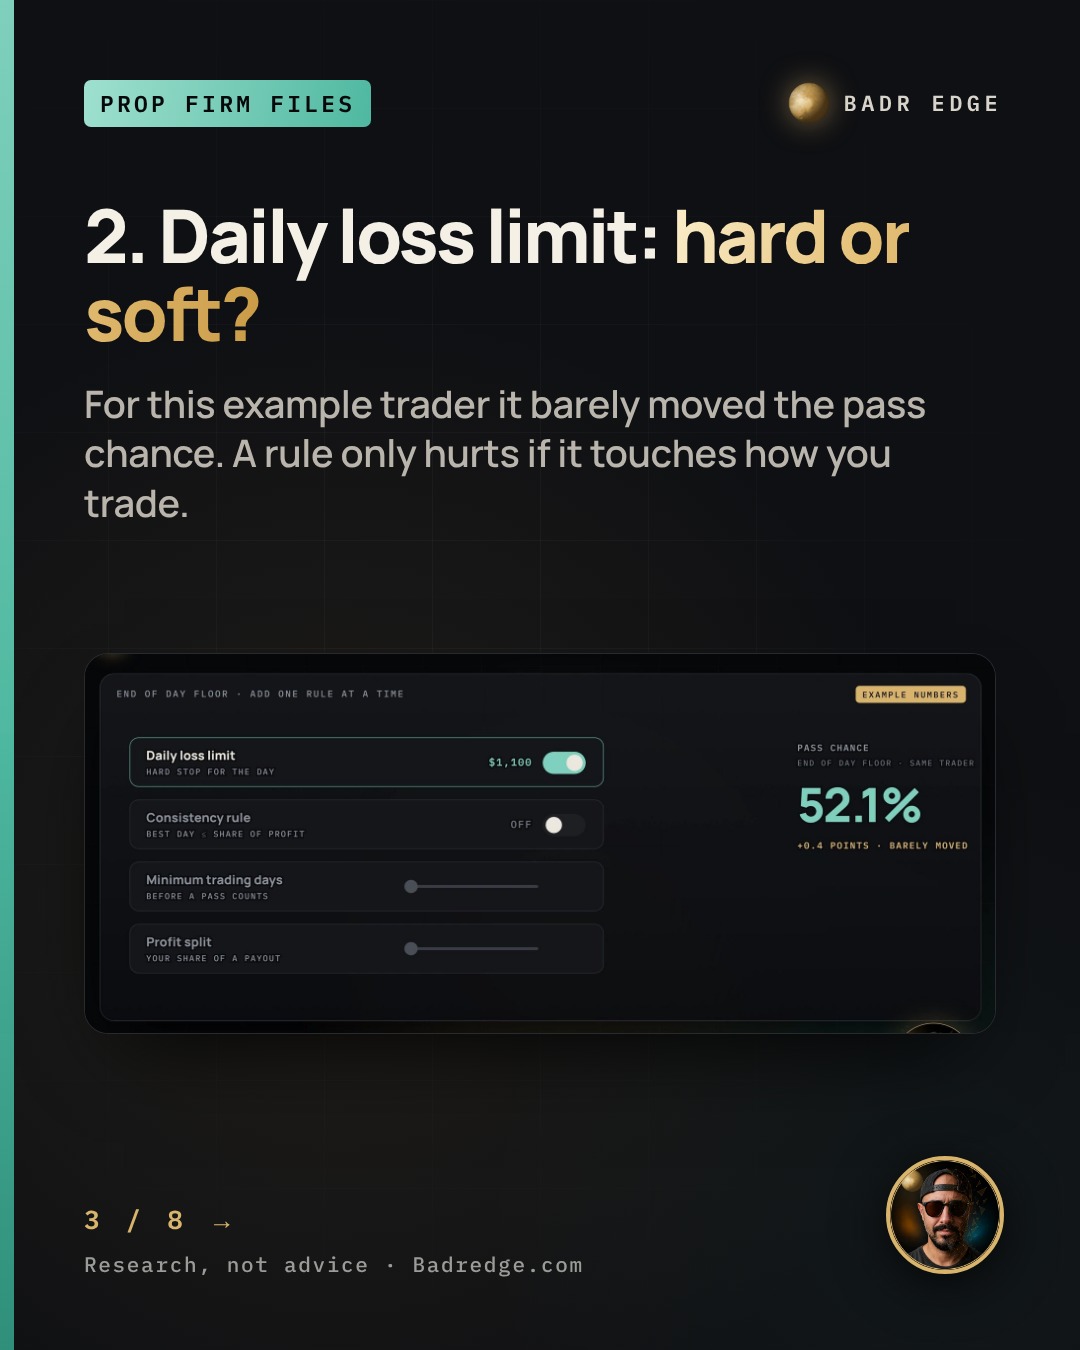 PROP FIRM FILES
BADR EDGE
2. Daily loss limit: hard or
soft?
For this example trader it barely moved the pass
chance. A rule only hurts if it touches how you
trade.
END OF DAY FLOOR · ADD ONE RULE AT A TIME
EXAMPLE NUMBERS
Daily loss limit
HARD STOP FOR THE DAY
$1,100
Consistency rule
BEST DAY ≤ SHARE OF PROFIT
OFF
Minimum trading days
BEFORE A PASS COUNTS
Profit split
YOUR SHARE OF A PAYOUT
PASS CHANCE
END OF DAY FLOOR · SAME TRADER
52.1%
+0.4 POINTS · BARELY MOVED
3 / 8 →
Research, not advice · Badredge.com